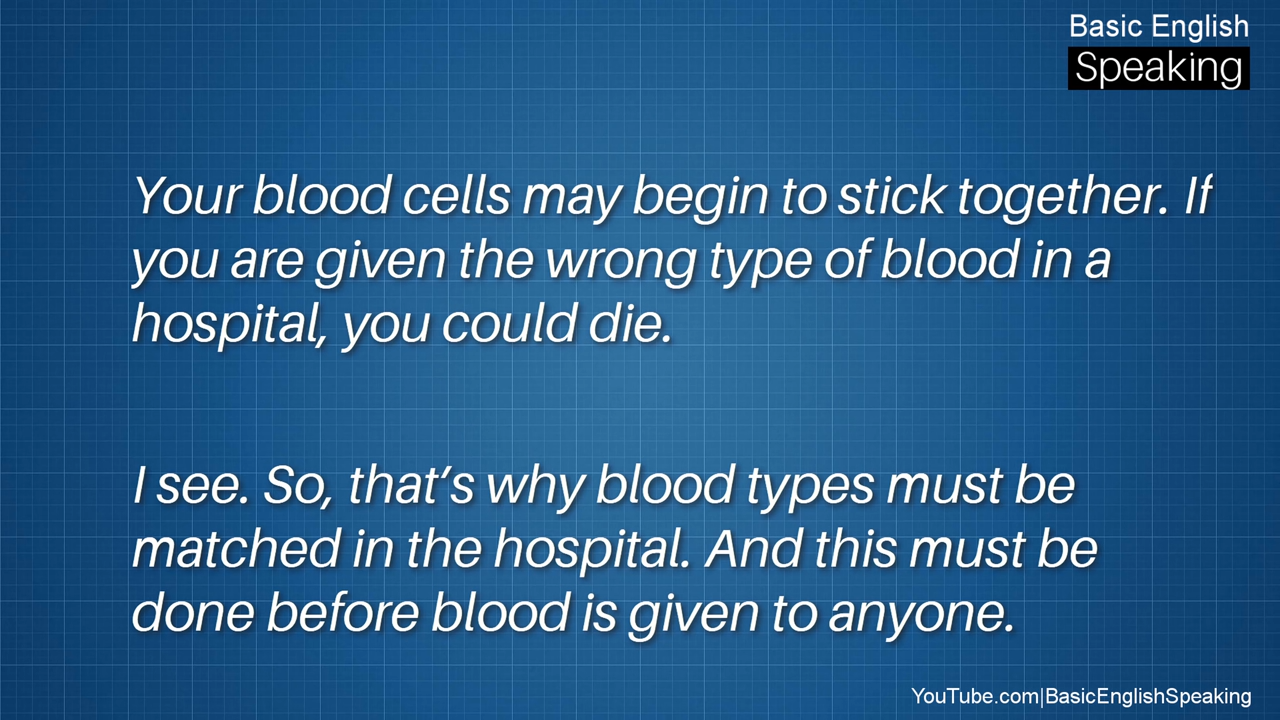 Basic English
Speaking
Your blood cells may begin to stick together. If
you are given the wrong type of blood in a
hospital, you could die.
I see. So, that's why blood types must be
matched in the hospital. And this must be
done before blood is given to anyone.
YouTube.com|BasicEnglishSpeaking